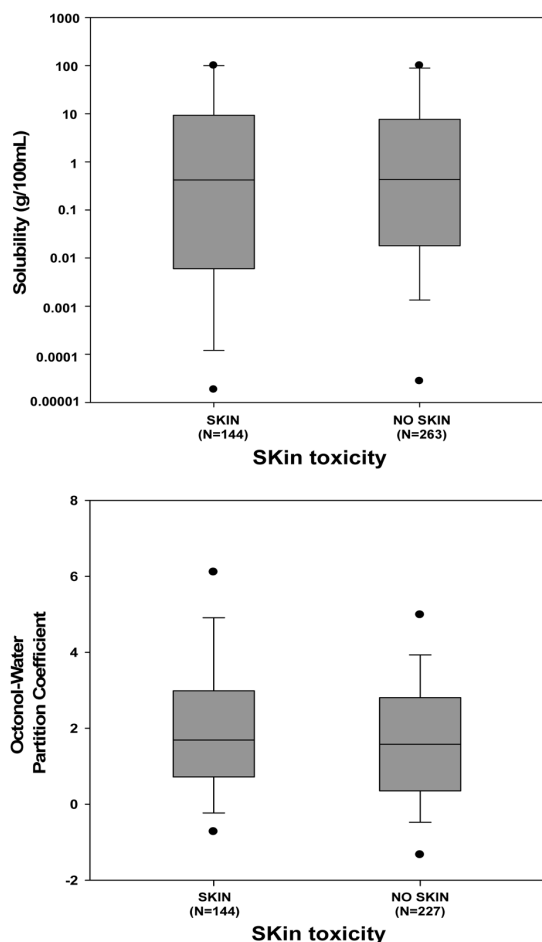 1000
100
10
1
0.1
0.01
0.001
0.0001
0.00001
Solubility (g/100mL)
SKIN
(N=144)
NO SKIN
(N=263)
SKin toxicity
8
6
4
2
0
-2
Octonol-Water
Partition Coefficient
SKIN
(N=144)
NO SKIN
(N=227)
SKin toxicity